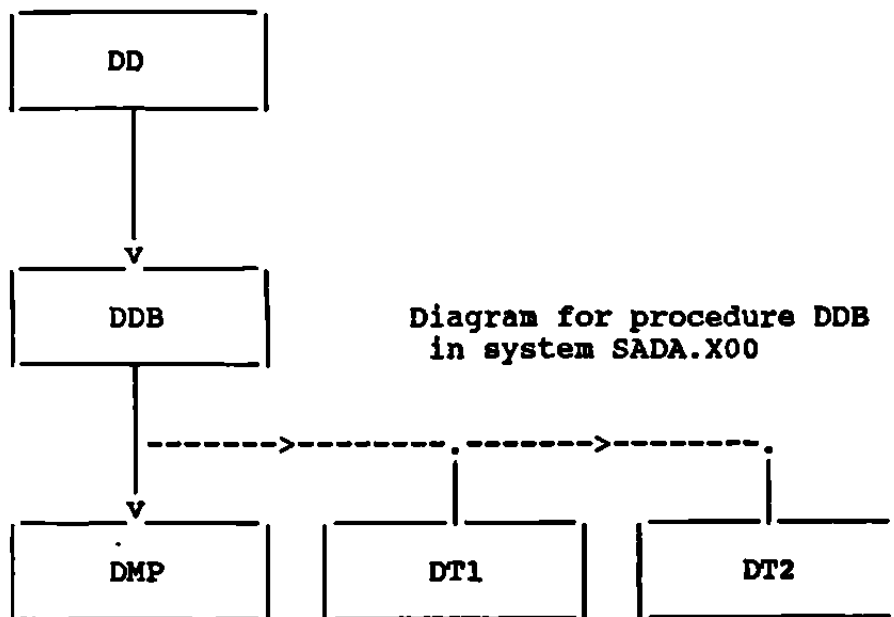 DD
v
DDB
Diagram for procedure DDB
in system SADA.X00
v
DMP
DT1
DT2